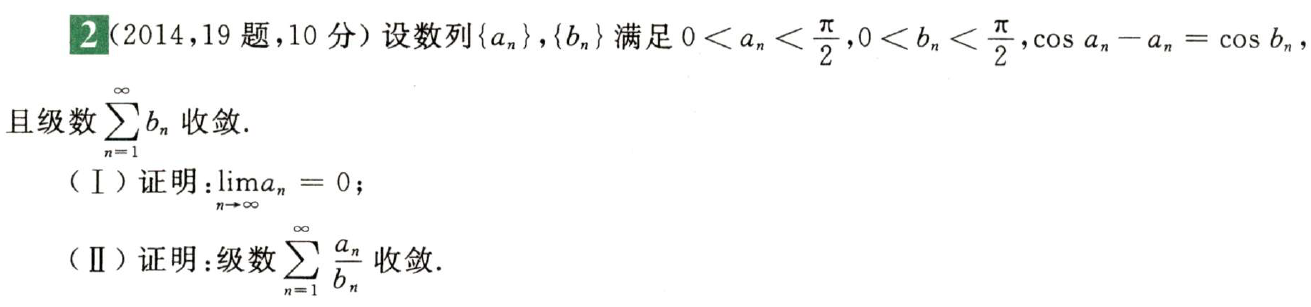 2 (2014,19 题,10 分) 设数列{aₙ},{bₙ} 满足 0 < aₙ < π/2, 0 < bₙ < π/2, cos aₙ − aₙ = cos bₙ,
且级数 ∑_{n=1}^{∞} bₙ 收敛.
(Ⅰ) 证明: lim_{n→∞} aₙ = 0;
(Ⅱ) 证明:级数 ∑_{n=1}^{∞} aₙ/bₙ 收敛.